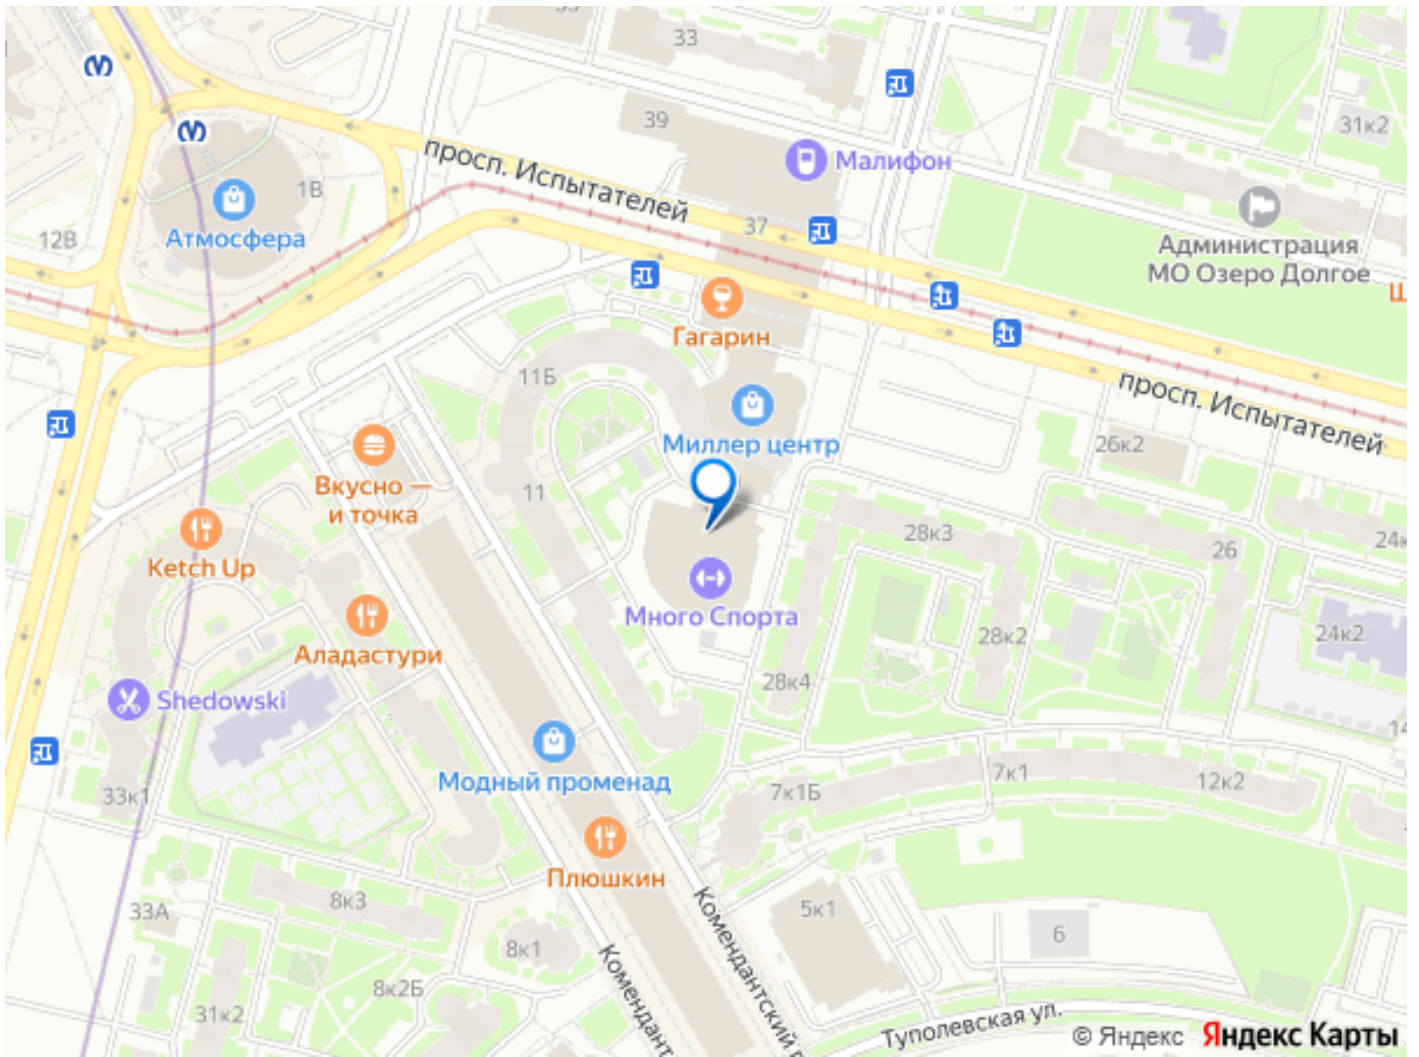 33
39
31к2
Малифон
просп. Испытателей
1В
Атмосфера
12В
37
Администрация
МО Озеро Долгое
Гагарин
11Б
просп. Испытателей
Миллер центр
26к2
Вкусно —
и точка
11
28к3
26
Ketch Up
Много Спорта
24к2
28к2
Аладастури
28к4
Shedowski
Модный променад
7к1
12к2
7к1Б
33к1
Плюшкин
8к3
33А
5к1
6
8к1
Комендантский
Комендант
8к2Б
31к2
Туполевская ул.
© Яндекс Яндекс Карты